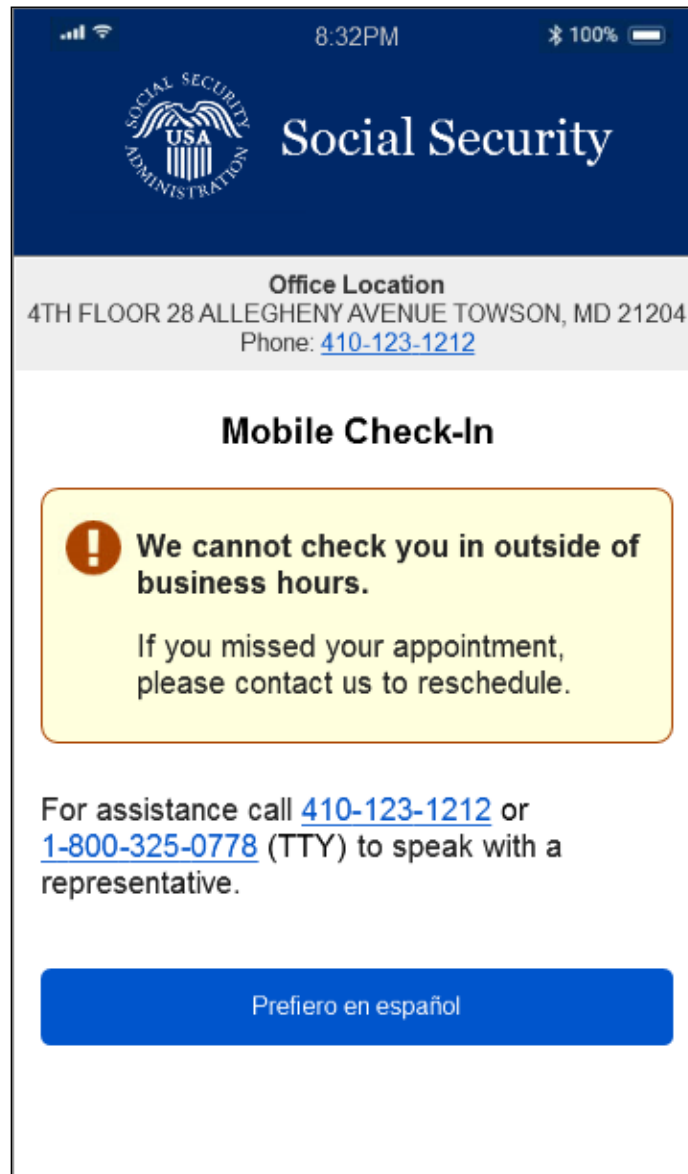 8:32PM
100%
SOCIAL SECURITY ADMINISTRATION
USA
Social Security
Office Location
4TH FLOOR 28 ALLEGHENY AVENUE TOWSON, MD 21204
Phone: 410-123-1212
Mobile Check-In
We cannot check you in outside of
business hours.
If you missed your appointment,
please contact us to reschedule.
For assistance call 410-123-1212 or
1-800-325-0778 (TTY) to speak with a
representative.
Prefiero en español